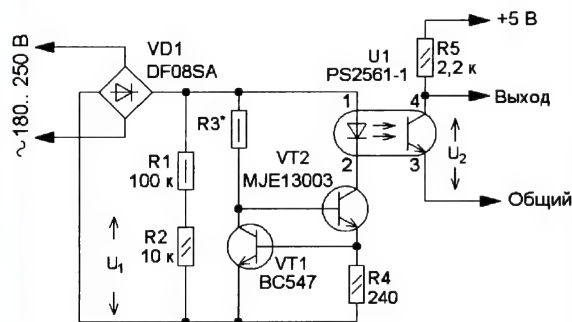 ~180.. 250 В
VD1
DF08SA
R1
100 к
R2
10 к
U1
R3*
VT2
MJE13003
VT1
BC547
R4
240
U1
PS2561-1
1
2
4
3
R5
2,2 к
+5 В
Выход
U2
Общий